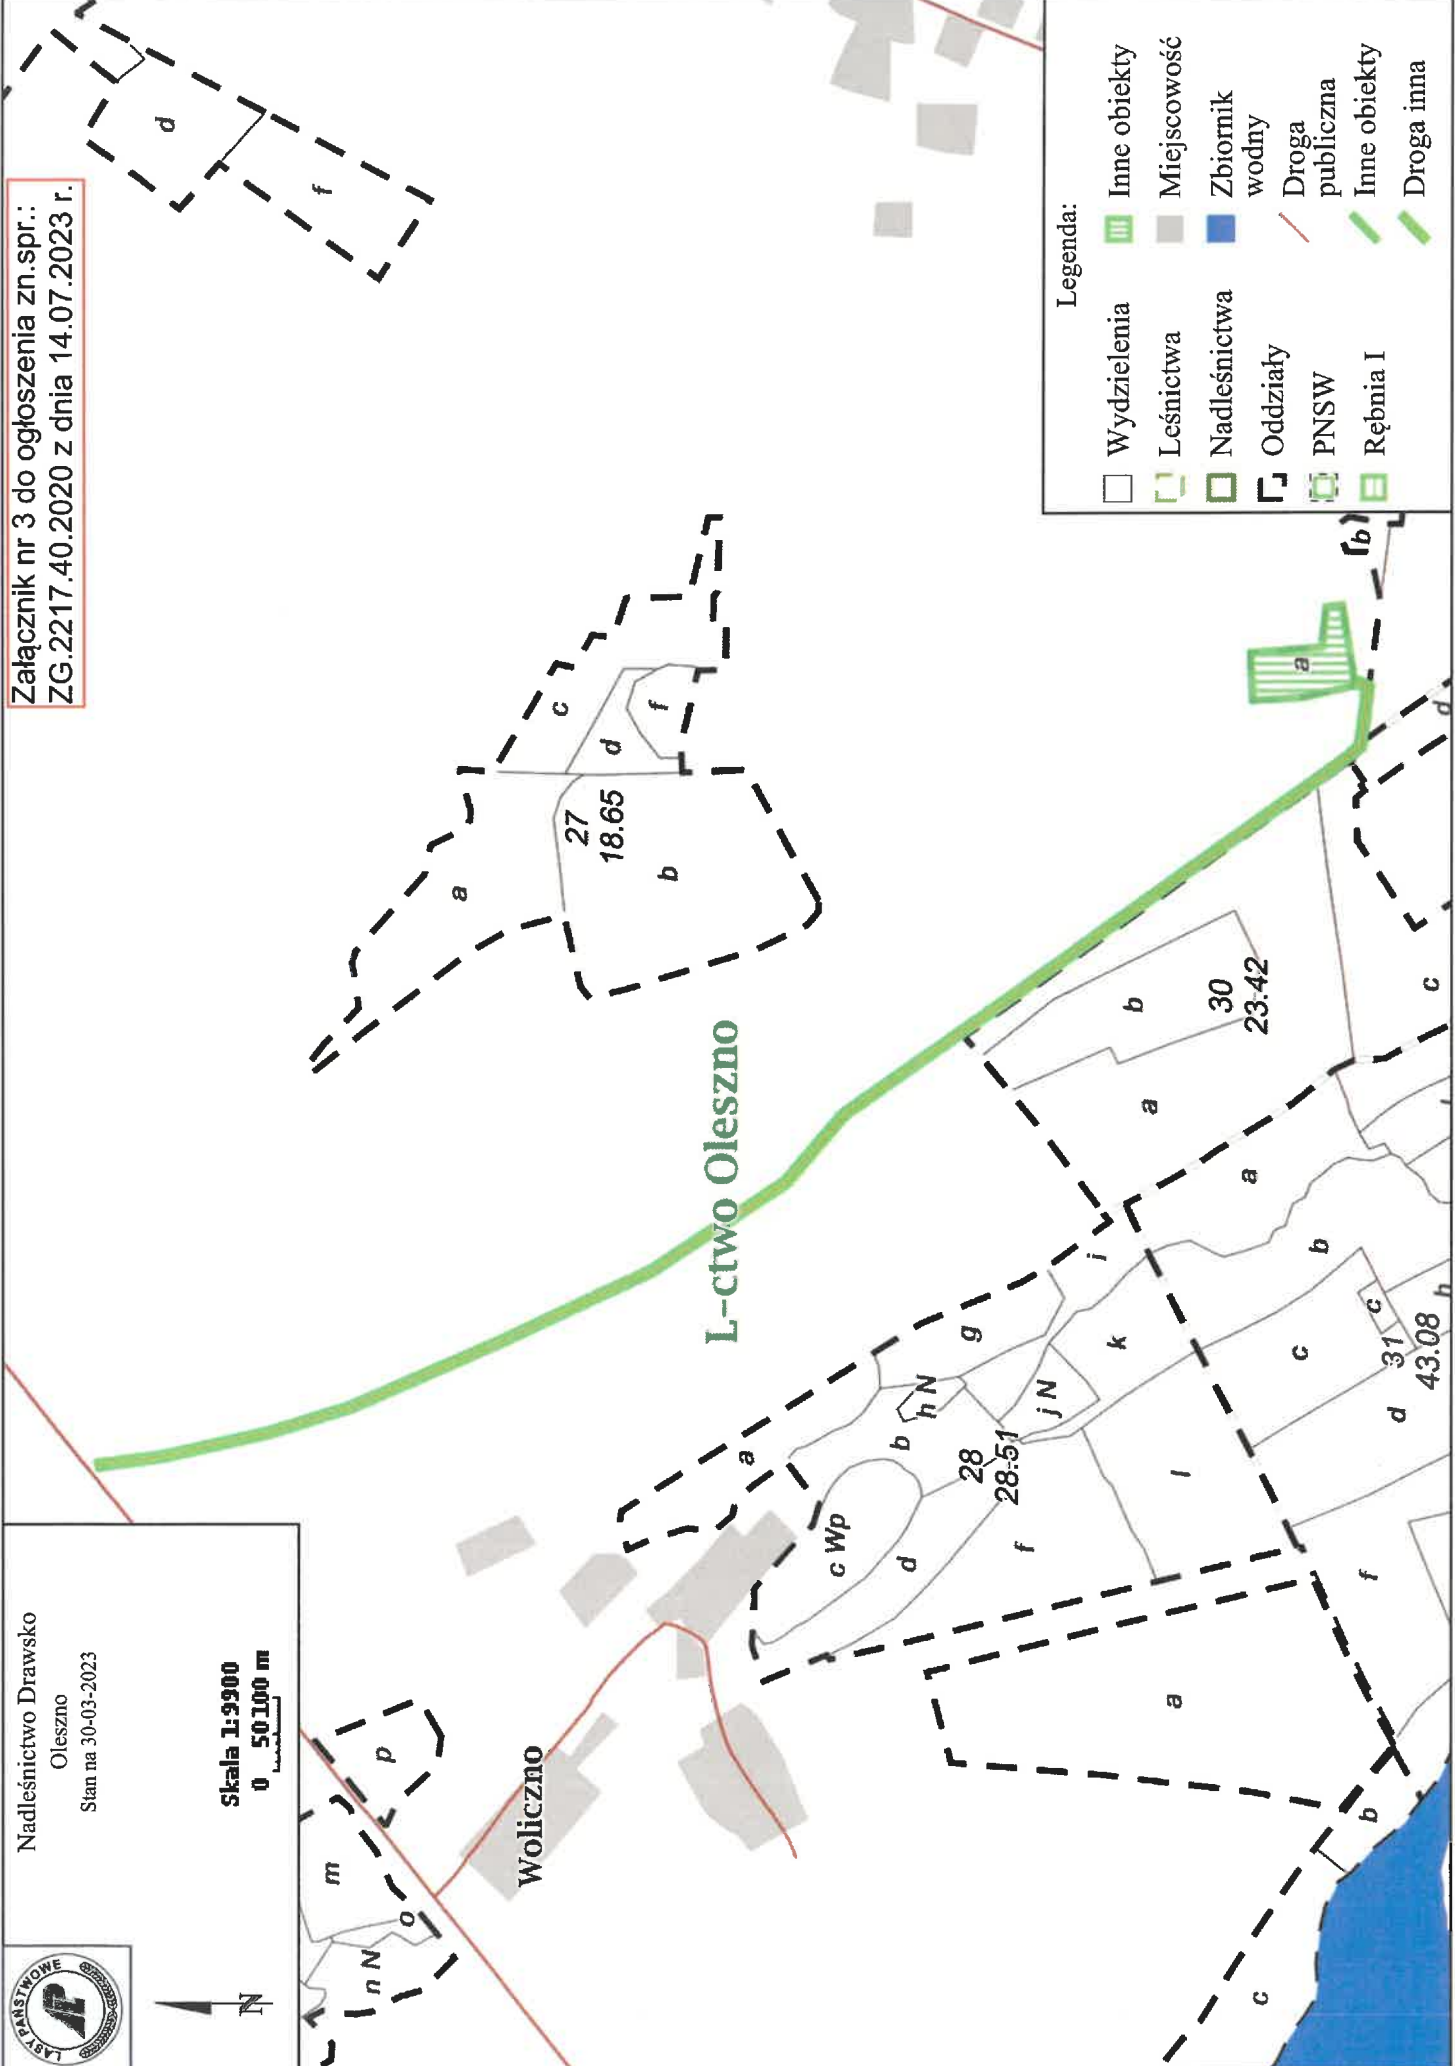 Załącznik nr 3 do ogłoszenia zn.spr.:
ZG.2217.40.2020 z dnia 14.07.2023 r.
LASY PAŃSTWOWE
LP
N
Nadleśnictwo Drawsko
Oleszno
Stan na 30-03-2023
Skala 1:9900
0 50 100 m
d
f
m
n N
o
p
Woliczno
a
c
d
f
27
18.65
b
L-ctwo Oleszno
a
g
h N
b
c Wp
d
28
28.51
f
i
k
j N
l
a
b
30
23.42
a
a
b
c
c
31
43.08
d
h
f
a
b
c
c
d
a
b
Legenda:
Wydzielenia
Leśnictwa
Nadleśnictwa
Oddziały
PNSW
Rębnia I
Inne obiekty
Miejscowość
Zbiornik
wodny
Droga
publiczna
Inne obiekty
Droga inna